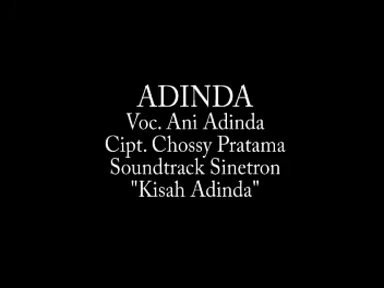 ADINDA
Voc. Ani Adinda
Cipt. Chossy Pratama
Soundtrack Sinetron
"Kisah Adinda"